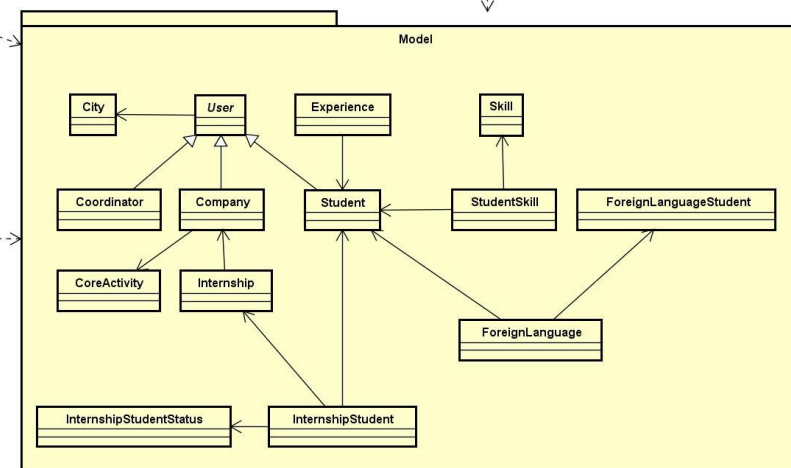 Model
City
User
Experience
Skill
Coordinator
Company
Student
StudentSkill
ForeignLanguageStudent
CoreActivity
Internship
ForeignLanguage
InternshipStudentStatus
InternshipStudent